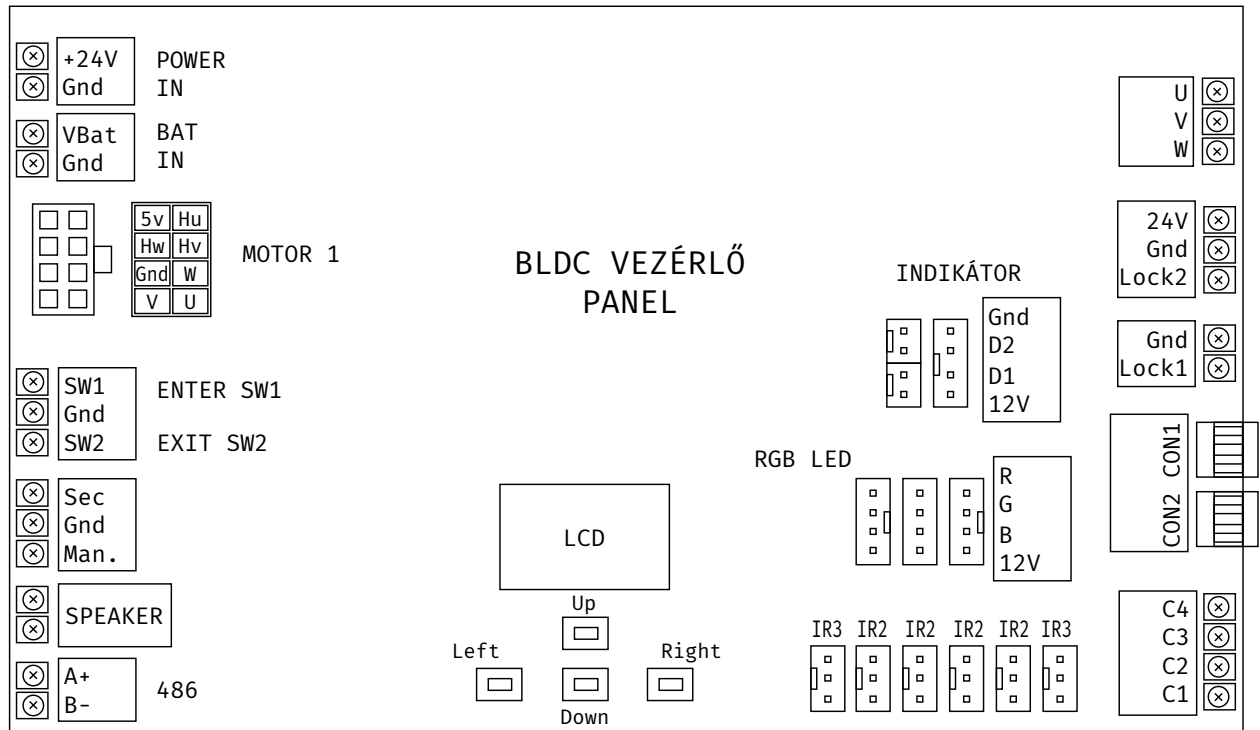 +24V
Gnd
POWER
IN
VBat
Gnd
BAT
IN
5v Hu
Hw Hv
Gnd W
V U
MOTOR 1
SW1
Gnd
SW2
ENTER SW1
EXIT SW2
Sec
Gnd
Man.
SPEAKER
A+
B-
486
BLDC VEZÉRLŐ
PANEL
LCD
Up
Left
Right
Down
INDIKÁTOR
Gnd
D2
D1
12V
RGB LED
R
G
B
12V
IR3 IR2 IR2 IR2 IR2 IR3
U
V
W
24V
Gnd
Lock2
Gnd
Lock1
CON1
CON2
C4
C3
C2
C1